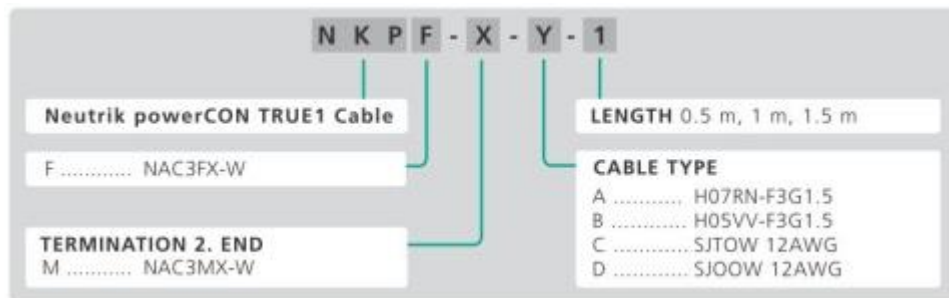 N K P F - X - Y - 1
Neutrik powerCON TRUE1 Cable
F ............ NAC3FX-W
TERMINATION 2. END
M ............ NAC3MX-W
LENGTH 0.5 m, 1 m, 1.5 m
CABLE TYPE
A ............ H07RN-F3G1.5
B ............ H05VV-F3G1.5
C ............ SJTOW 12AWG
D ............ SJOOW 12AWG